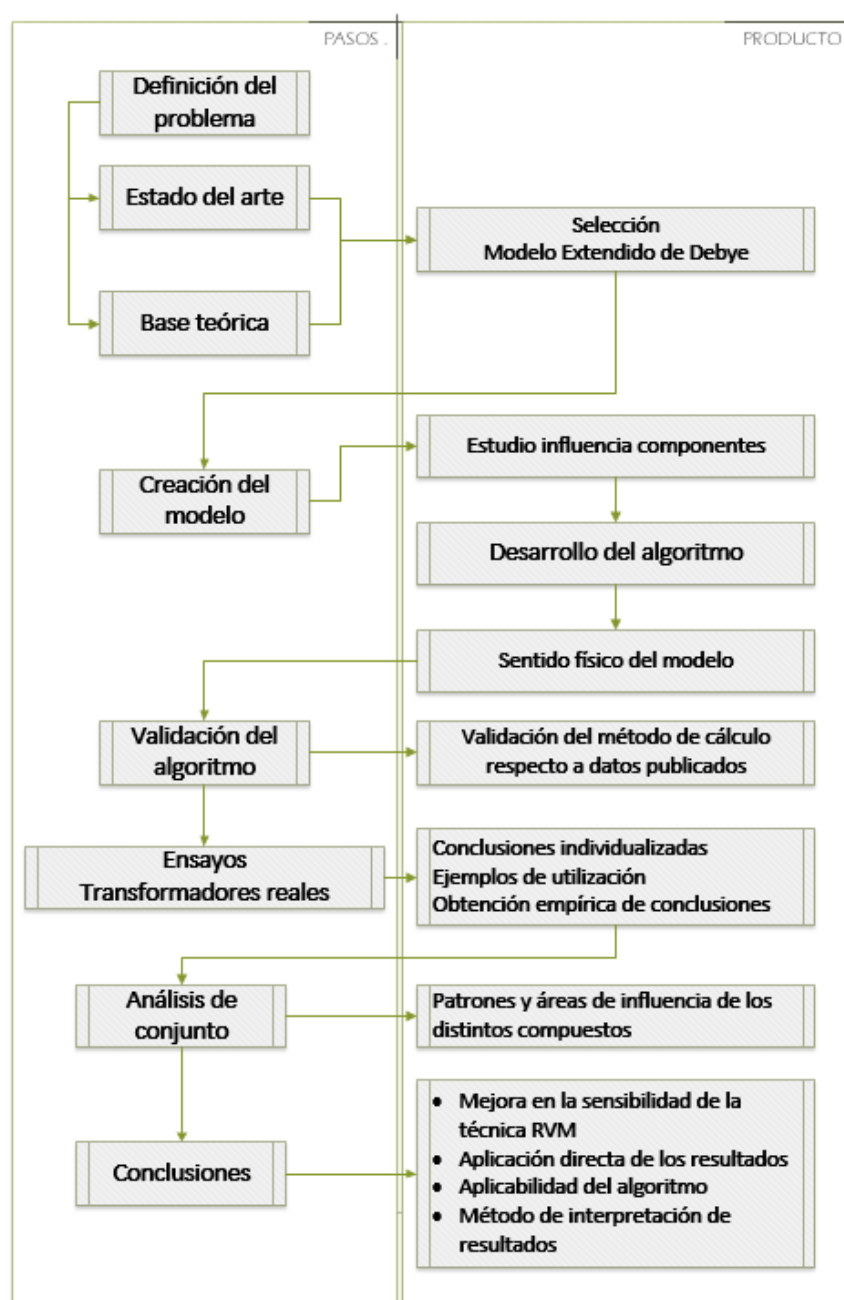 PASOS .
PRODUCTO
Definición del
problema
Estado del arte
Selección
Modelo Extendido de Debye
Base teórica
Estudio influencia componentes
Creación del
modelo
Desarrollo del algoritmo
Sentido físico del modelo
Validación del
algoritmo
Validación del método de cálculo
respecto a datos publicados
Ensayos
Transformadores reales
Conclusiones individualizadas
Ejemplos de utilización
Obtención empírica de conclusiones
Análisis de
conjunto
Patrones y áreas de influencia de los
distintos compuestos
Conclusiones
• Mejora en la sensibilidad de la
técnica RVM
• Aplicación directa de los resultados
• Aplicabilidad del algoritmo
• Método de interpretación de
resultados